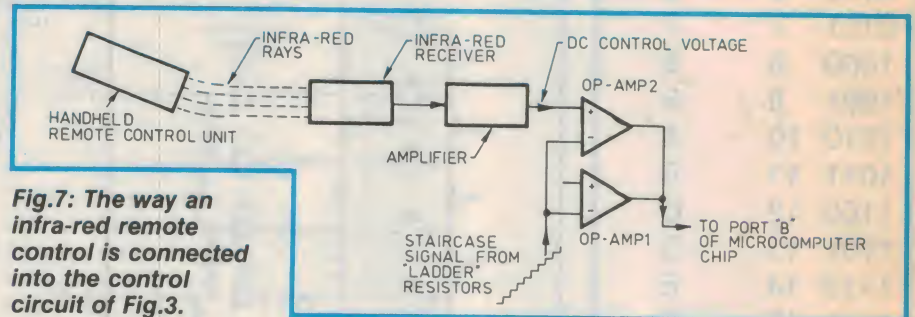 INFRA-RED
RAYS
INFRA-RED
RECEIVER
DC CONTROL VOLTAGE
OP-AMP2
HANDHELD
REMOTE CONTROL UNIT
AMPLIFIER
+
-
+
-
OP-AMP1
STAIRCASE
SIGNAL FROM
"LADDER"
RESISTORS
TO PORT "B"
OF MICROCOMPUTER
CHIP
Fig.7: The way an
infra-red remote
control is connected
into the control
circuit of Fig.3.